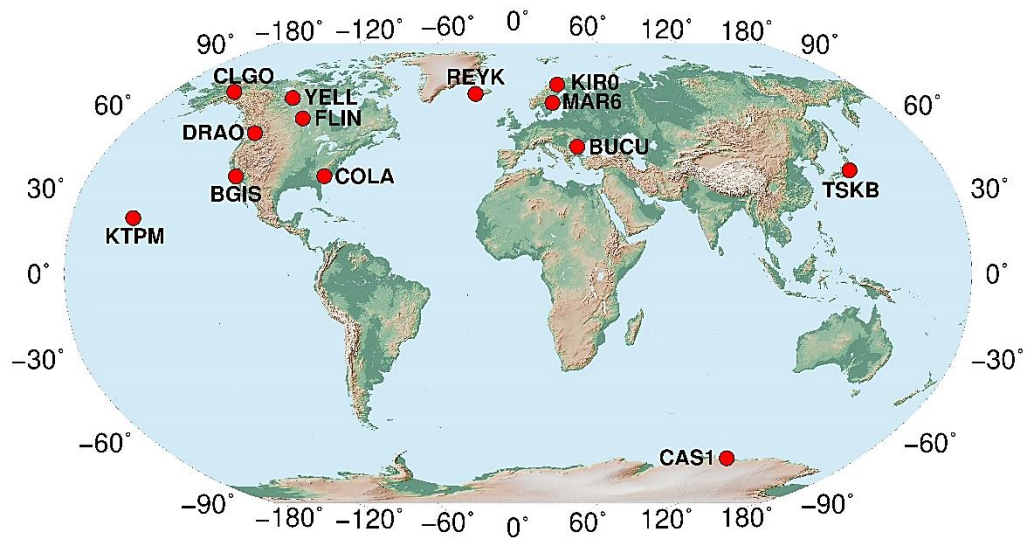 −180° −120° −60° 0° 60° 120° 180°
90° 90°
CLGO YELL REYK KIR0
MAR6
60° 60°
FLIN
DRAO
BUCU
BGIS COLA TSKB
30° 30°
KTPM
0° 0°
−30° −30°
−60° −60°
CAS1
−90° −90°
−180° −120° −60° 0° 60° 120° 180°